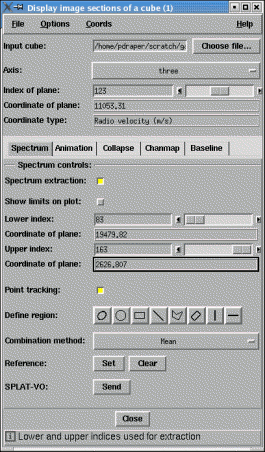 Display image sections of a cube (1)
File Options Coords Help
Input cube: /home/pdraper/scratch/g Choose file...
Axis: three
Index of plane: 123
Coordinate of plane: 11053.31
Coordinate type: Radio velocity (m/s)
Spectrum Animation Collapse Chanmap Baseline
Spectrum controls:
Spectrum extraction:
Show limits on plot:
Lower index: 83
Coordinate of plane: 19479.82
Upper index: 163
Coordinate of plane: 2626.807
Point tracking:
Define region:
Combination method: Mean
Reference: Set Clear
SPLAT-VO: Send
Close
Lower and upper indices used for extraction